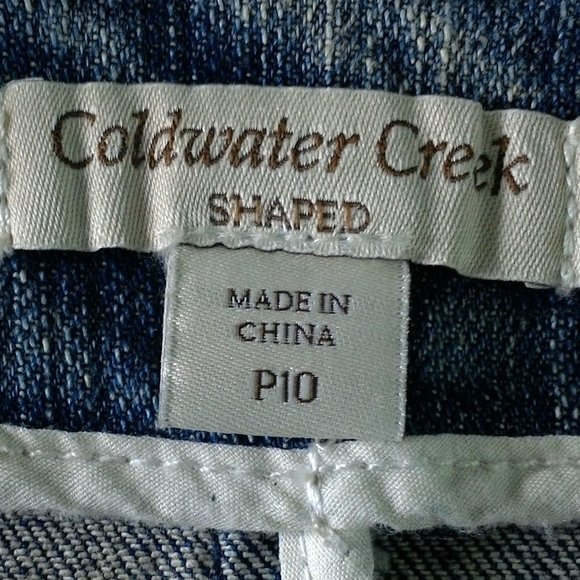 Coldwater Creek
SHAPED
MADE IN
CHINA
P10